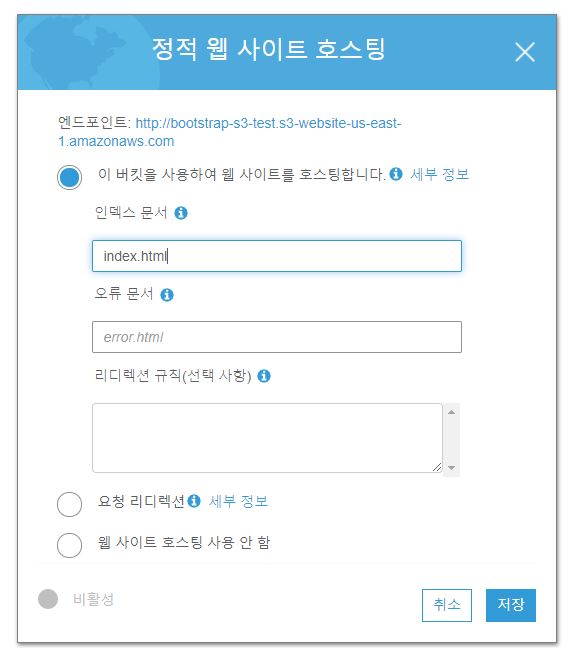 정적 웹 사이트 호스팅
엔드포인트: http://bootstrap-s3-test.s3-website-us-east-
1.amazonaws.com
이 버킷을 사용하여 웹 사이트를 호스팅합니다. 세부 정보
인덱스 문서
index.html
오류 문서
error.html
리디렉션 규칙(선택 사항)
요청 리디렉션 세부 정보
웹 사이트 호스팅 사용 안 함
비활성
취소
저장